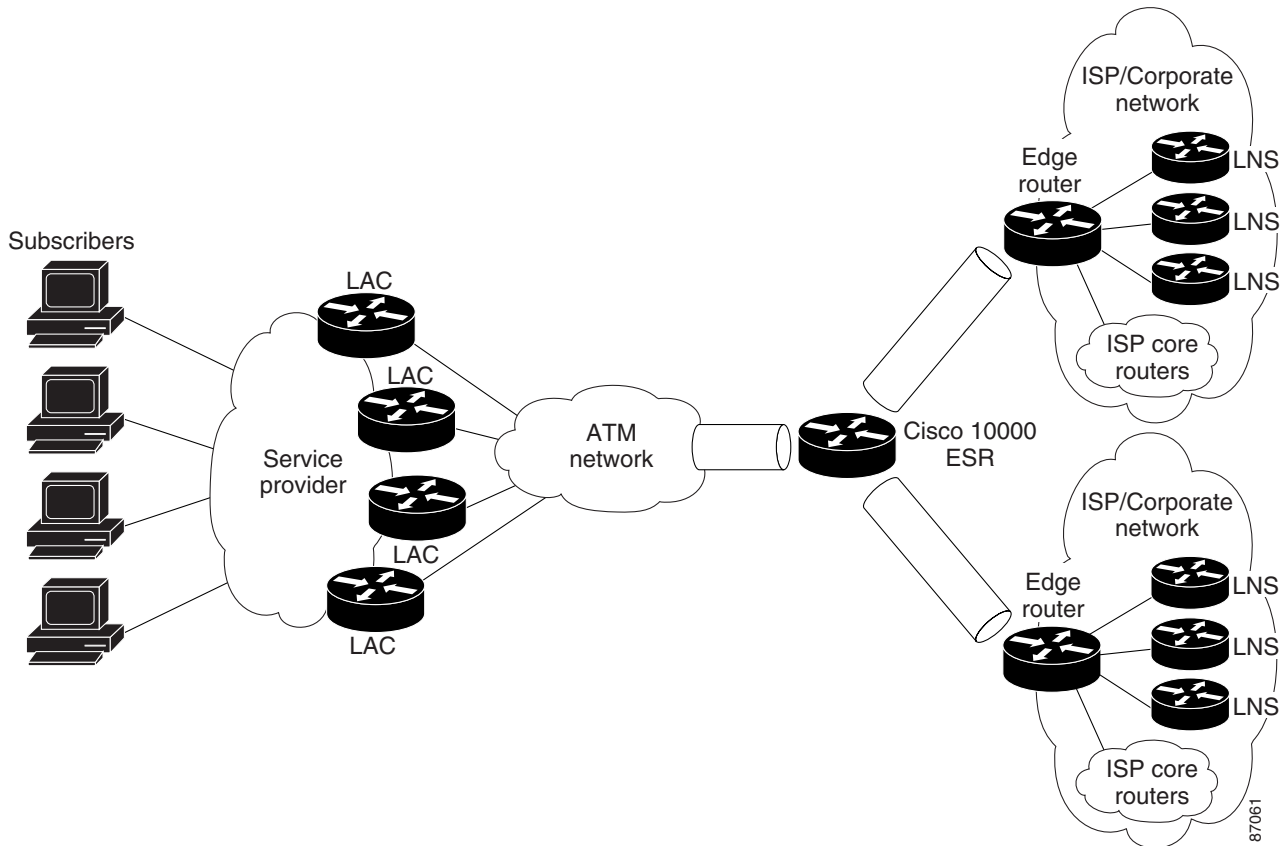 Subscribers
LAC
LAC
Service
provider
LAC
LAC
ATM
network
Cisco 10000
ESR
ISP/Corporate
network
Edge
router
LNS
LNS
LNS
ISP core
routers
ISP/Corporate
network
Edge
router
LNS
LNS
LNS
ISP core
routers
87061